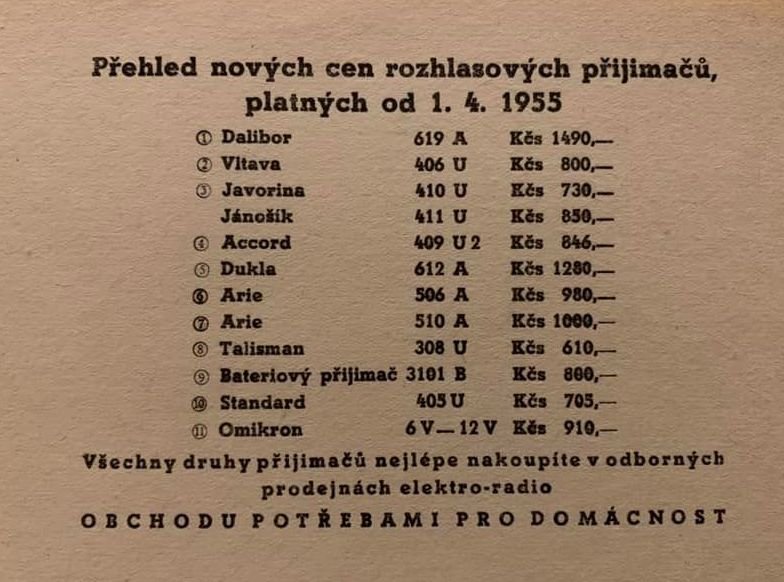 Přehled nových cen rozhlasových přijimačů,
platných od 1. 4. 1955
① Dalibor 619 A Kčs 1490,—
② Vltava 406 U Kčs 800,—
③ Javorina 410 U Kčs 730,—
Jánošík 411 U Kčs 850,—
④ Accord 409 U 2 Kčs 846,—
⑤ Dukla 612 A Kčs 1280,—
⑥ Arie 506 A Kčs 980,—
⑦ Arie 510 A Kčs 1000,—
⑧ Talisman 308 U Kčs 610,—
⑨ Bateriový přijimač 3101 B Kčs 800,—
⑩ Standard 405 U Kčs 705,—
⑪ Omikron 6 V—12 V Kčs 910,—
Všechny druhy přijimačů nejlépe nakoupíte v odborných
prodejnách elektro-radio
OBCHODU POTŘEBAMI PRO DOMÁCNOST